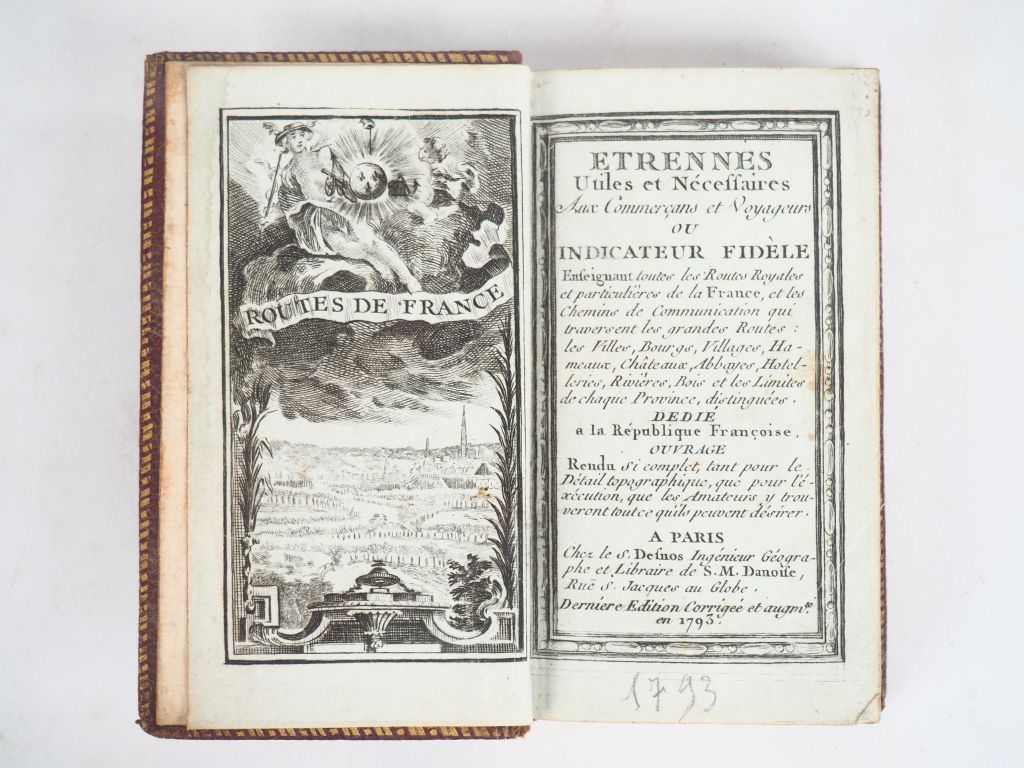 ROUTES DE FRANCE
ETRENNES
Utiles et Nécessaires
Aux Commerçans et Voyageurs
OU
INDICATEUR FIDÈLE
Enseignant toutes les Routes Royales
et particulières de la France, et les
Chemins de Communication qui
traversent les grandes Routes :
les Villes, Bourgs, Villages, Ha-
meaux, Châteaux, Abbayes, Hotel-
leries, Rivières, Bois et les Limites
de chaque Province, distinguées.
DEDIÉ
a la République Françoise.
OUVRAGE
Rendu si complet, tant pour le
Détail topographique, que pour l'é-
xécution, que les Amateurs y trou-
veront tout ce qu'ils peuvent désirer.
A PARIS
Chez le S. Desnos Ingénieur Géogra-
phe et Libraire de S. M. Danoise,
Ruë S. Jacques au Globe.
Derniere Edition Corrigée et augm.ée
en 1793.
1793